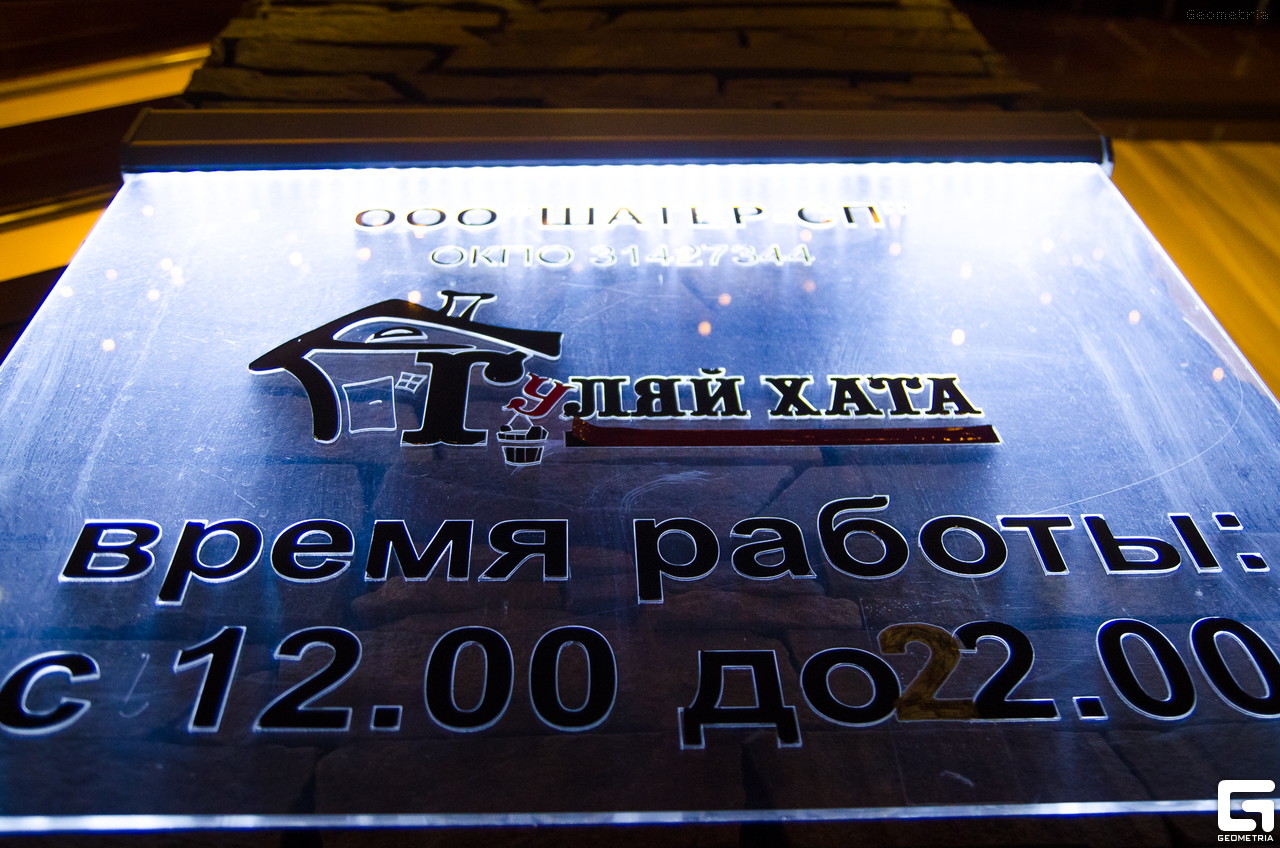 Geometria
ООО "ШАТЕР-СП"
ОКПО 31427344
Гуляй ХАТА
время работы:
с 12.00 до 22.00
GEOMETRIA